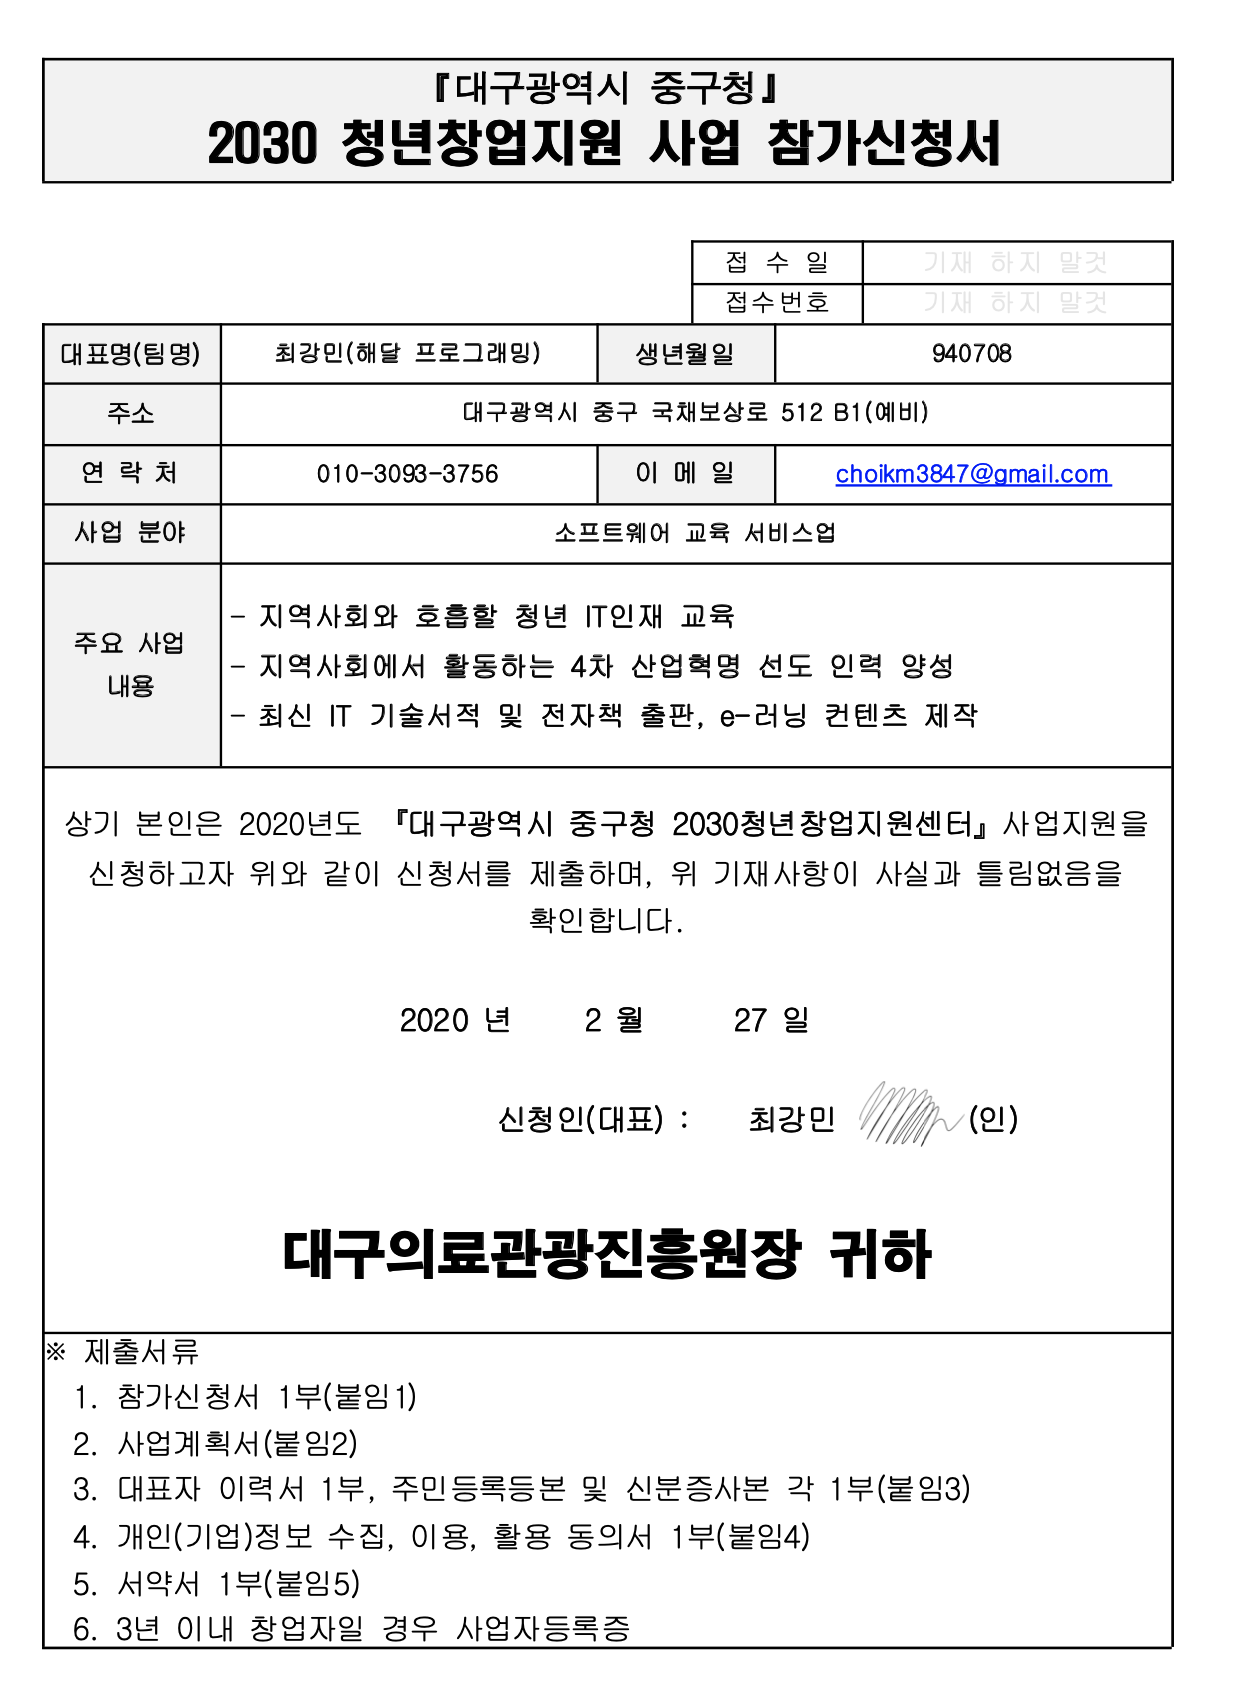 『대구광역시 중구청』
2030 청년창업지원 사업 참가신청서
접 수 일 기재 하지 말것
접수번호 기재 하지 말것
대표명(팀명) 최강민(해달 프로그래밍) 생년월일 940708
주소 대구광역시 중구 국채보상로 512 B1(예비)
연 락 처 010-3093-3756 이 메 일 choikm3847@gmail.com
사업 분야 소프트웨어 교육 서비스업
주요 사업
내용
- 지역사회와 호흡할 청년 IT인재 교육
- 지역사회에서 활동하는 4차 산업혁명 선도 인력 양성
- 최신 IT 기술서적 및 전자책 출판, e-러닝 컨텐츠 제작
상기 본인은 2020년도 『대구광역시 중구청 2030청년창업지원센터』사업지원을
신청하고자 위와 같이 신청서를 제출하며, 위 기재사항이 사실과 틀림없음을
확인합니다.
2020 년 2 월 27 일
신청인(대표) : 최강민 (인)
대구의료관광진흥원장 귀하
※ 제출서류
1. 참가신청서 1부(붙임1)
2. 사업계획서(붙임2)
3. 대표자 이력서 1부, 주민등록등본 및 신분증사본 각 1부(붙임3)
4. 개인(기업)정보 수집, 이용, 활용 동의서 1부(붙임4)
5. 서약서 1부(붙임5)
6. 3년 이내 창업자일 경우 사업자등록증